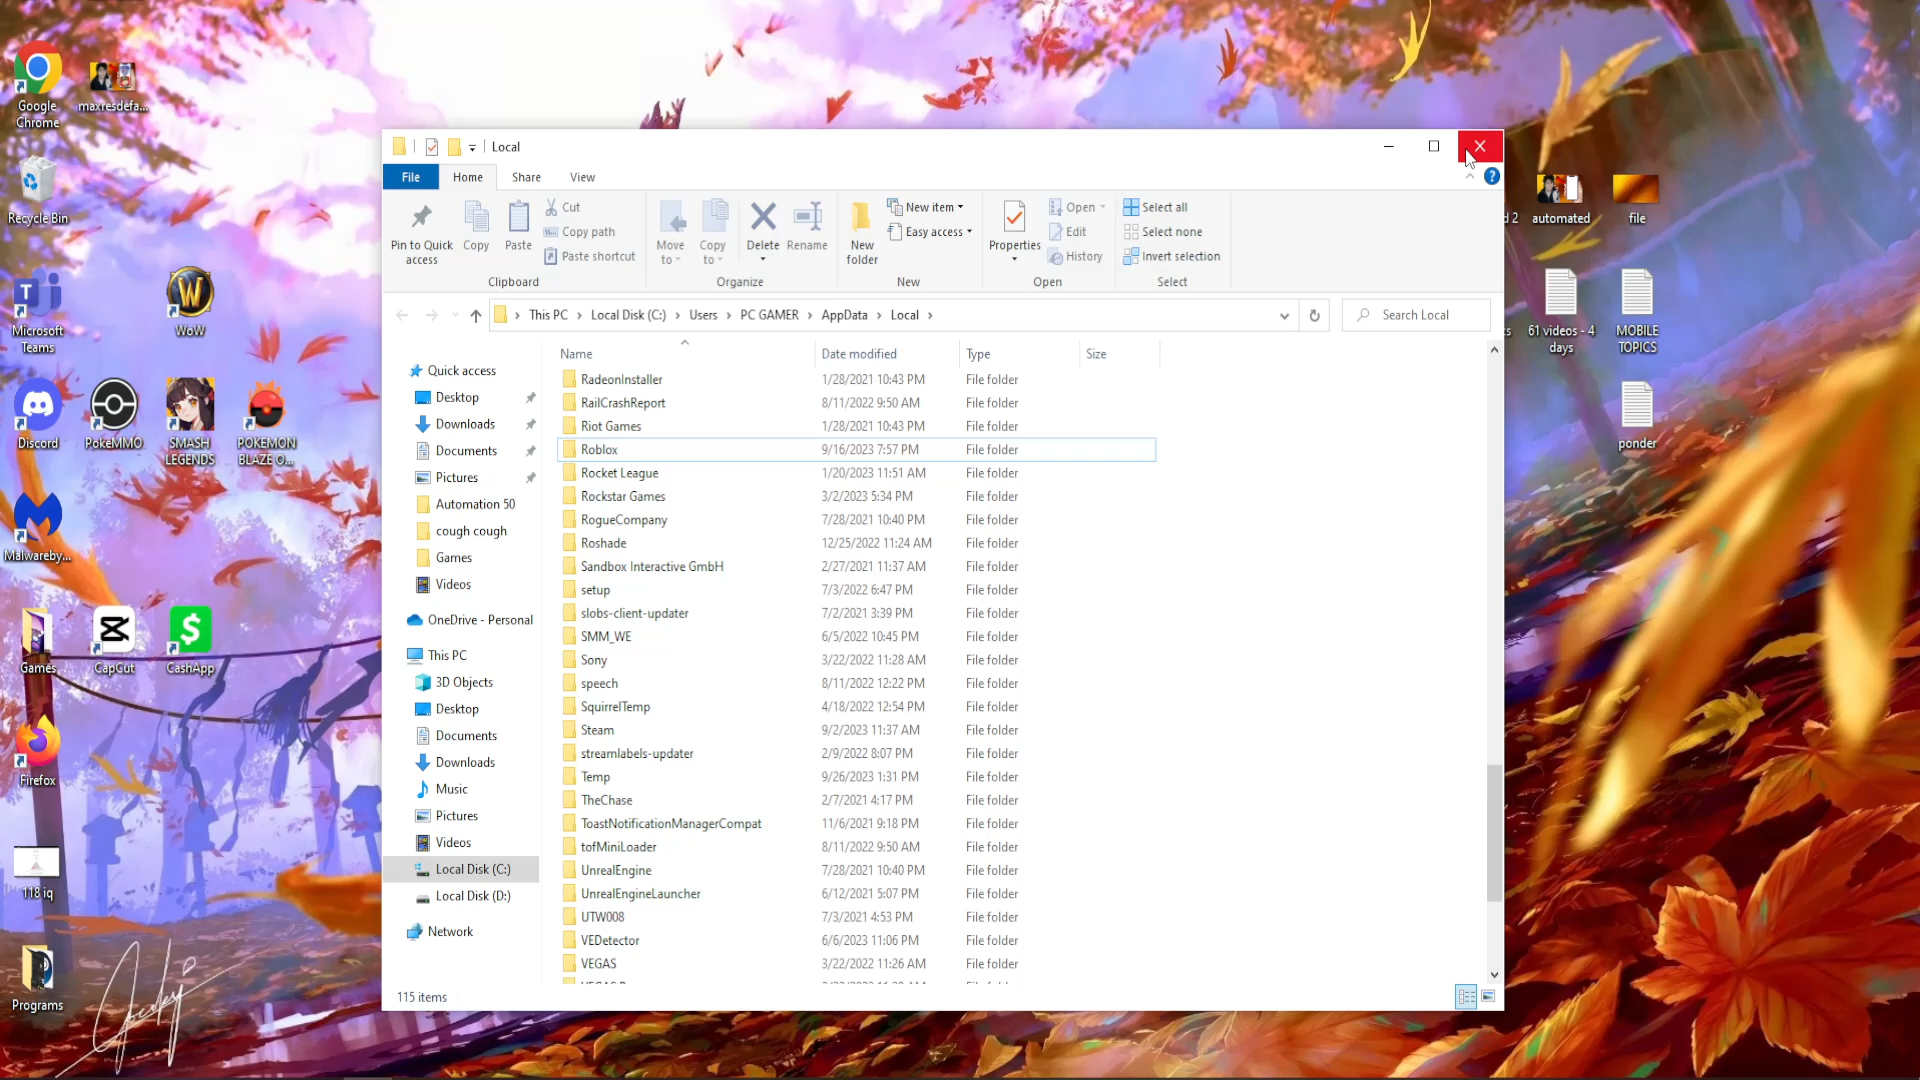 Google
Chrome
maxresdefa...
Recycle Bin
Microsoft
Teams
WoW
Discord
PokeMMO
SMASH
LEGENDS
POKEMON
BLAZE O...
Malwareby...
Games
CapCut
CashApp
Firefox
118 iq
Programs
Local
File
Home
Share
View
Pin to Quick
access
Copy
Paste
Cut
Copy path
Paste shortcut
Clipboard
Move
to
Copy
to
Delete
Rename
Organize
New
folder
New item
Easy access
New
Properties
Open
Edit
History
Open
Select all
Select none
Invert selection
Select
This PC > Local Disk (C:) > Users > PC GAMER > AppData > Local >
Search Local
Quick access
Desktop
Downloads
Documents
Pictures
Automation 50
cough cough
Games
Videos
OneDrive - Personal
This PC
3D Objects
Desktop
Documents
Downloads
Music
Pictures
Videos
Local Disk (C:)
Local Disk (D:)
Network
Name Date modified Type Size
RadeonInstaller 1/28/2021 10:43 PM File folder
RailCrashReport 8/11/2022 9:50 AM File folder
Riot Games 1/28/2021 10:43 PM File folder
Roblox 9/16/2023 7:57 PM File folder
Rocket League 1/20/2023 11:51 AM File folder
Rockstar Games 3/2/2023 5:34 PM File folder
RogueCompany 7/28/2021 10:40 PM File folder
Roshade 12/25/2022 11:24 AM File folder
Sandbox Interactive GmbH 2/27/2021 11:37 AM File folder
setup 7/3/2022 6:47 PM File folder
slobs-client-updater 7/2/2021 3:39 PM File folder
SMM_WE 6/5/2022 10:45 PM File folder
Sony 3/22/2022 11:28 AM File folder
speech 8/11/2022 12:22 PM File folder
SquirrelTemp 4/18/2022 12:54 PM File folder
Steam 9/2/2023 11:37 AM File folder
streamlabels-updater 2/9/2022 8:07 PM File folder
Temp 9/26/2023 1:31 PM File folder
TheChase 2/7/2021 4:17 PM File folder
ToastNotificationManagerCompat 11/6/2021 9:18 PM File folder
tofMiniLoader 8/11/2022 9:50 AM File folder
UnrealEngine 7/28/2021 10:40 PM File folder
UnrealEngineLauncher 6/12/2021 5:07 PM File folder
UTW008 7/3/2021 4:53 PM File folder
VEDetector 6/6/2023 11:06 PM File folder
VEGAS 3/22/2022 11:26 AM File folder
115 items
automated
file
61 videos - 4
days
MOBILE
TOPICS
ponder